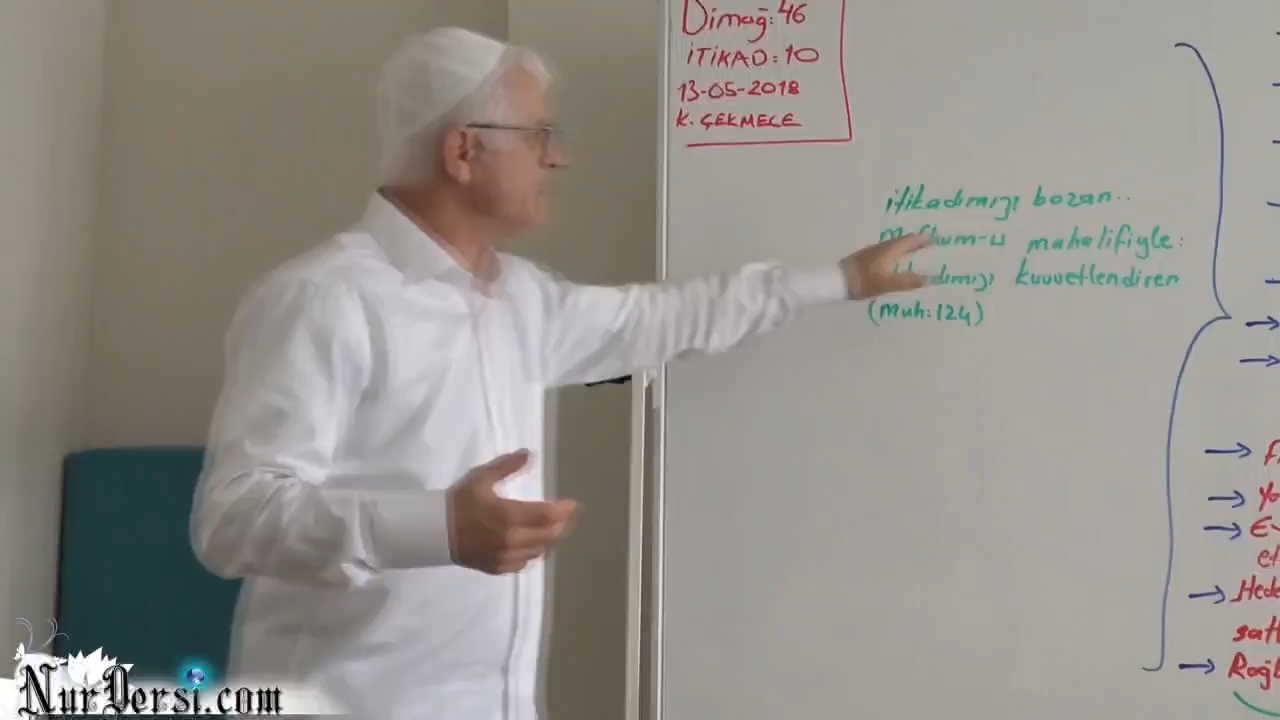 Dimağ: 46
İTİKAD: 10
13-05-2018
K. ÇEKMECE
itikadımızı bozan..
Mefhum-u muhalifiyle:
itikadımızı kuvvetlendiren
(Muh: 124)
NurDersi.com